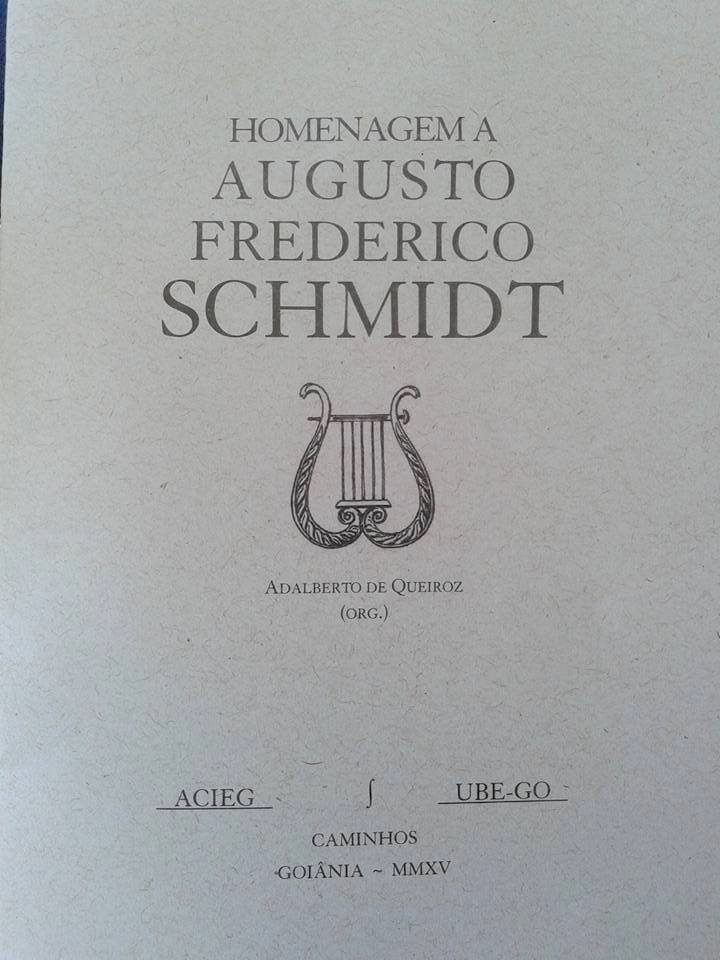 HOMENAGEM A
AUGUSTO
FREDERICO
SCHMIDT
ADALBERTO DE QUEIROZ
(ORG.)
ACIEG ∫ UBE-GO
CAMINHOS
GOIÂNIA ~ MMXV